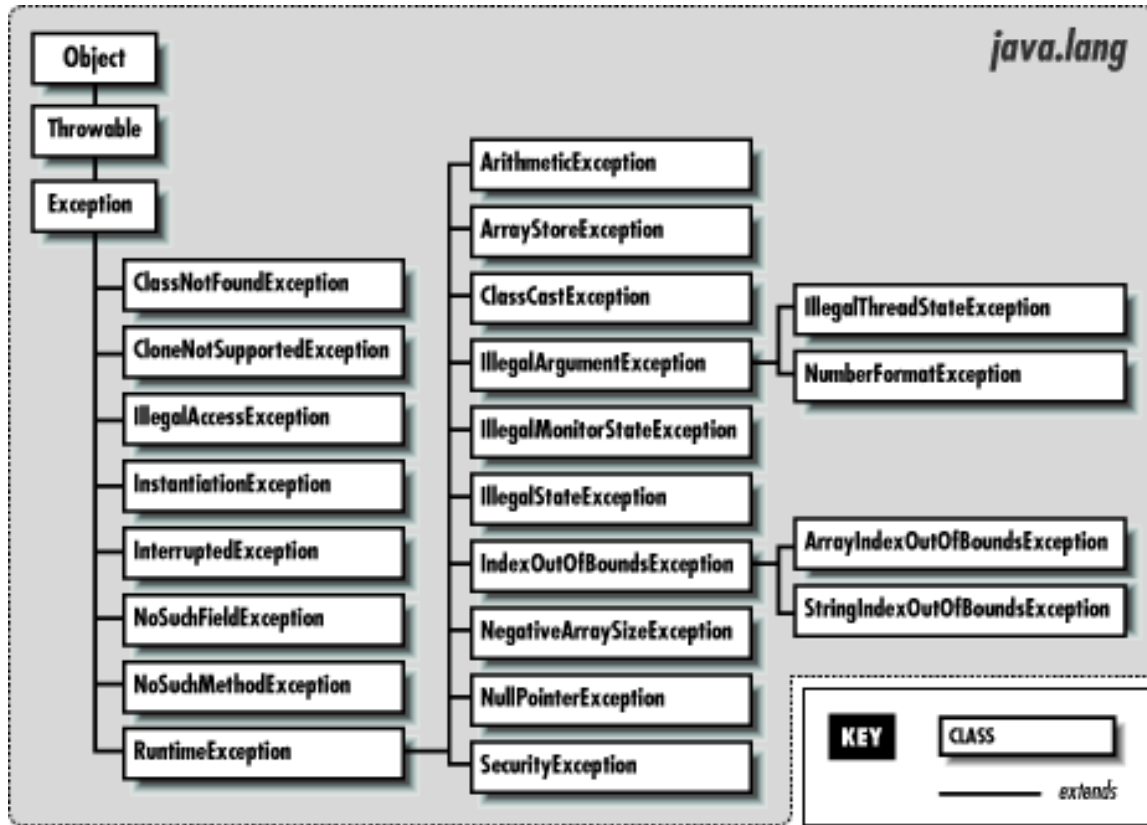 java.lang
Object
Throwable
Exception
ClassNotFoundException
CloneNotSupportedException
IllegalAccessException
InstantiationException
InterruptedException
NoSuchFieldException
NoSuchMethodException
RuntimeException
ArithmeticException
ArrayStoreException
ClassCastException
IllegalArgumentException
IllegalMonitorStateException
IllegalStateException
IndexOutOfBoundsException
NegativeArraySizeException
NullPointerException
SecurityException
IllegalThreadStateException
NumberFormatException
ArrayIndexOutOfBoundsException
StringIndexOutOfBoundsException
KEY
CLASS
extends